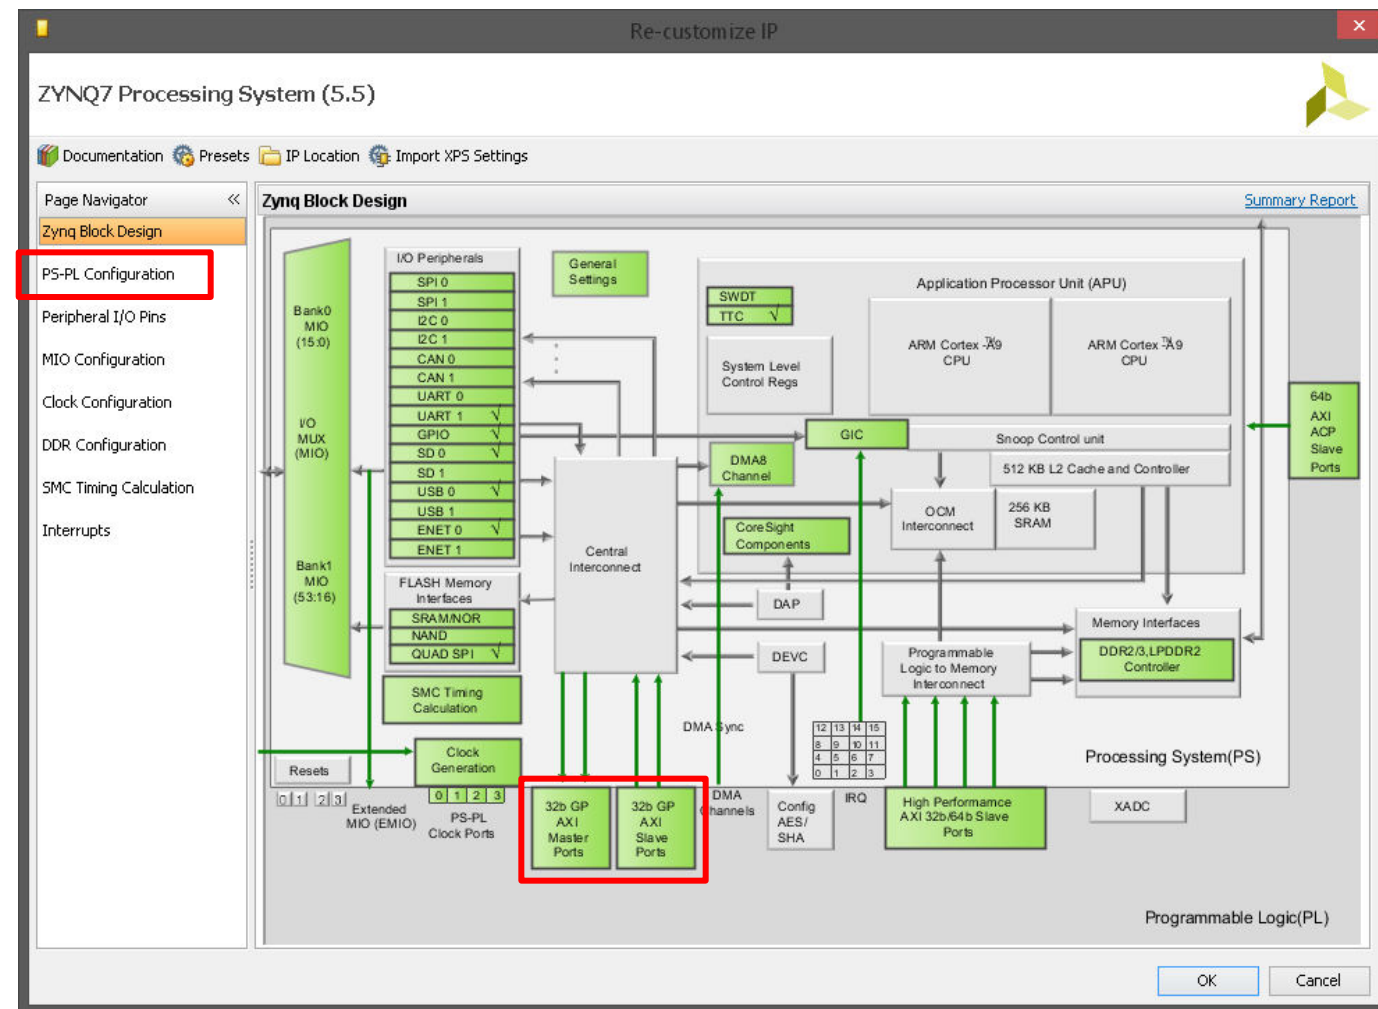 Re-customize IP
ZYNQ7 Processing System (5.5)
Documentation Presets IP Location Import XPS Settings
Page Navigator
Zynq Block Design
PS-PL Configuration
Peripheral I/O Pins
MIO Configuration
Clock Configuration
DDR Configuration
SMC Timing Calculation
Interrupts
Zynq Block Design
Summary Report
Bank0
MIO
(15:0)
I/O
MUX
(MIO)
Bank1
MIO
(53:16)
I/O Peripherals
SPI 0
SPI 1
I2C 0
I2C 1
CAN 0
CAN 1
UART 0
UART 1 √
GPIO √
SD 0 √
SD 1
USB 0 √
USB 1
ENET 0 √
ENET 1
FLASH Memory
Interfaces
SRAM/NOR
NAND
QUAD SPI √
SMC Timing
Calculation
Clock
Generation
0 1 2 3
PS-PL
Clock Ports
Resets
0 1 2 3
Extended
MIO (EMIO)
General
Settings
Central
Interconnect
32b GP
AXI
Master
Ports
32b GP
AXI
Slave
Ports
Application Processor Unit (APU)
SWDT
TTC √
System Level
Control Regs
ARM Cortex -A9
CPU
ARM Cortex -A9
CPU
GIC
Snoop Control unit
512 KB L2 Cache and Controller
DMA8
Channel
OCM
Interconnect
256 KB
SRAM
CoreSight
Components
DAP
DEVC
Programmable
Logic to Memory
Interconnect
Memory Interfaces
DDR2/3,LPDDR2
Controller
64b
AXI
ACP
Slave
Ports
DMA Sync
12 13 14 15
8 9 10 11
4 5 6 7
0 1 2 3
IRQ
DMA
Channels
Config
AES/
SHA
High Performamce
AXI 32b/64b Slave
Ports
Processing System(PS)
XADC
Programmable Logic(PL)
OK
Cancel